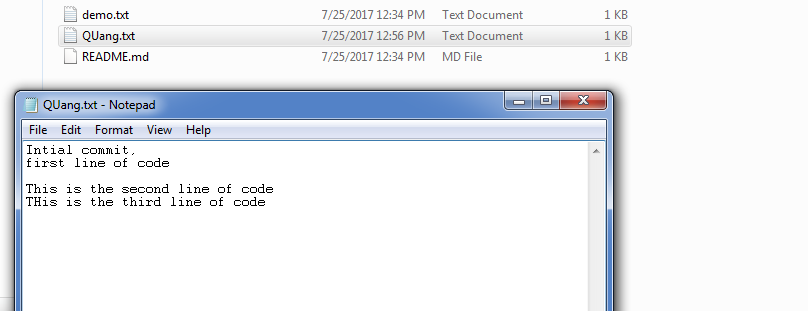 demo.txt 7/25/2017 12:34 PM Text Document 1 KB
QUang.txt 7/25/2017 12:56 PM Text Document 1 KB
README.md 7/25/2017 12:34 PM MD File 1 KB
QUang.txt - Notepad
File Edit Format View Help
Intial commit,
first line of code
This is the second line of code
THis is the third line of code